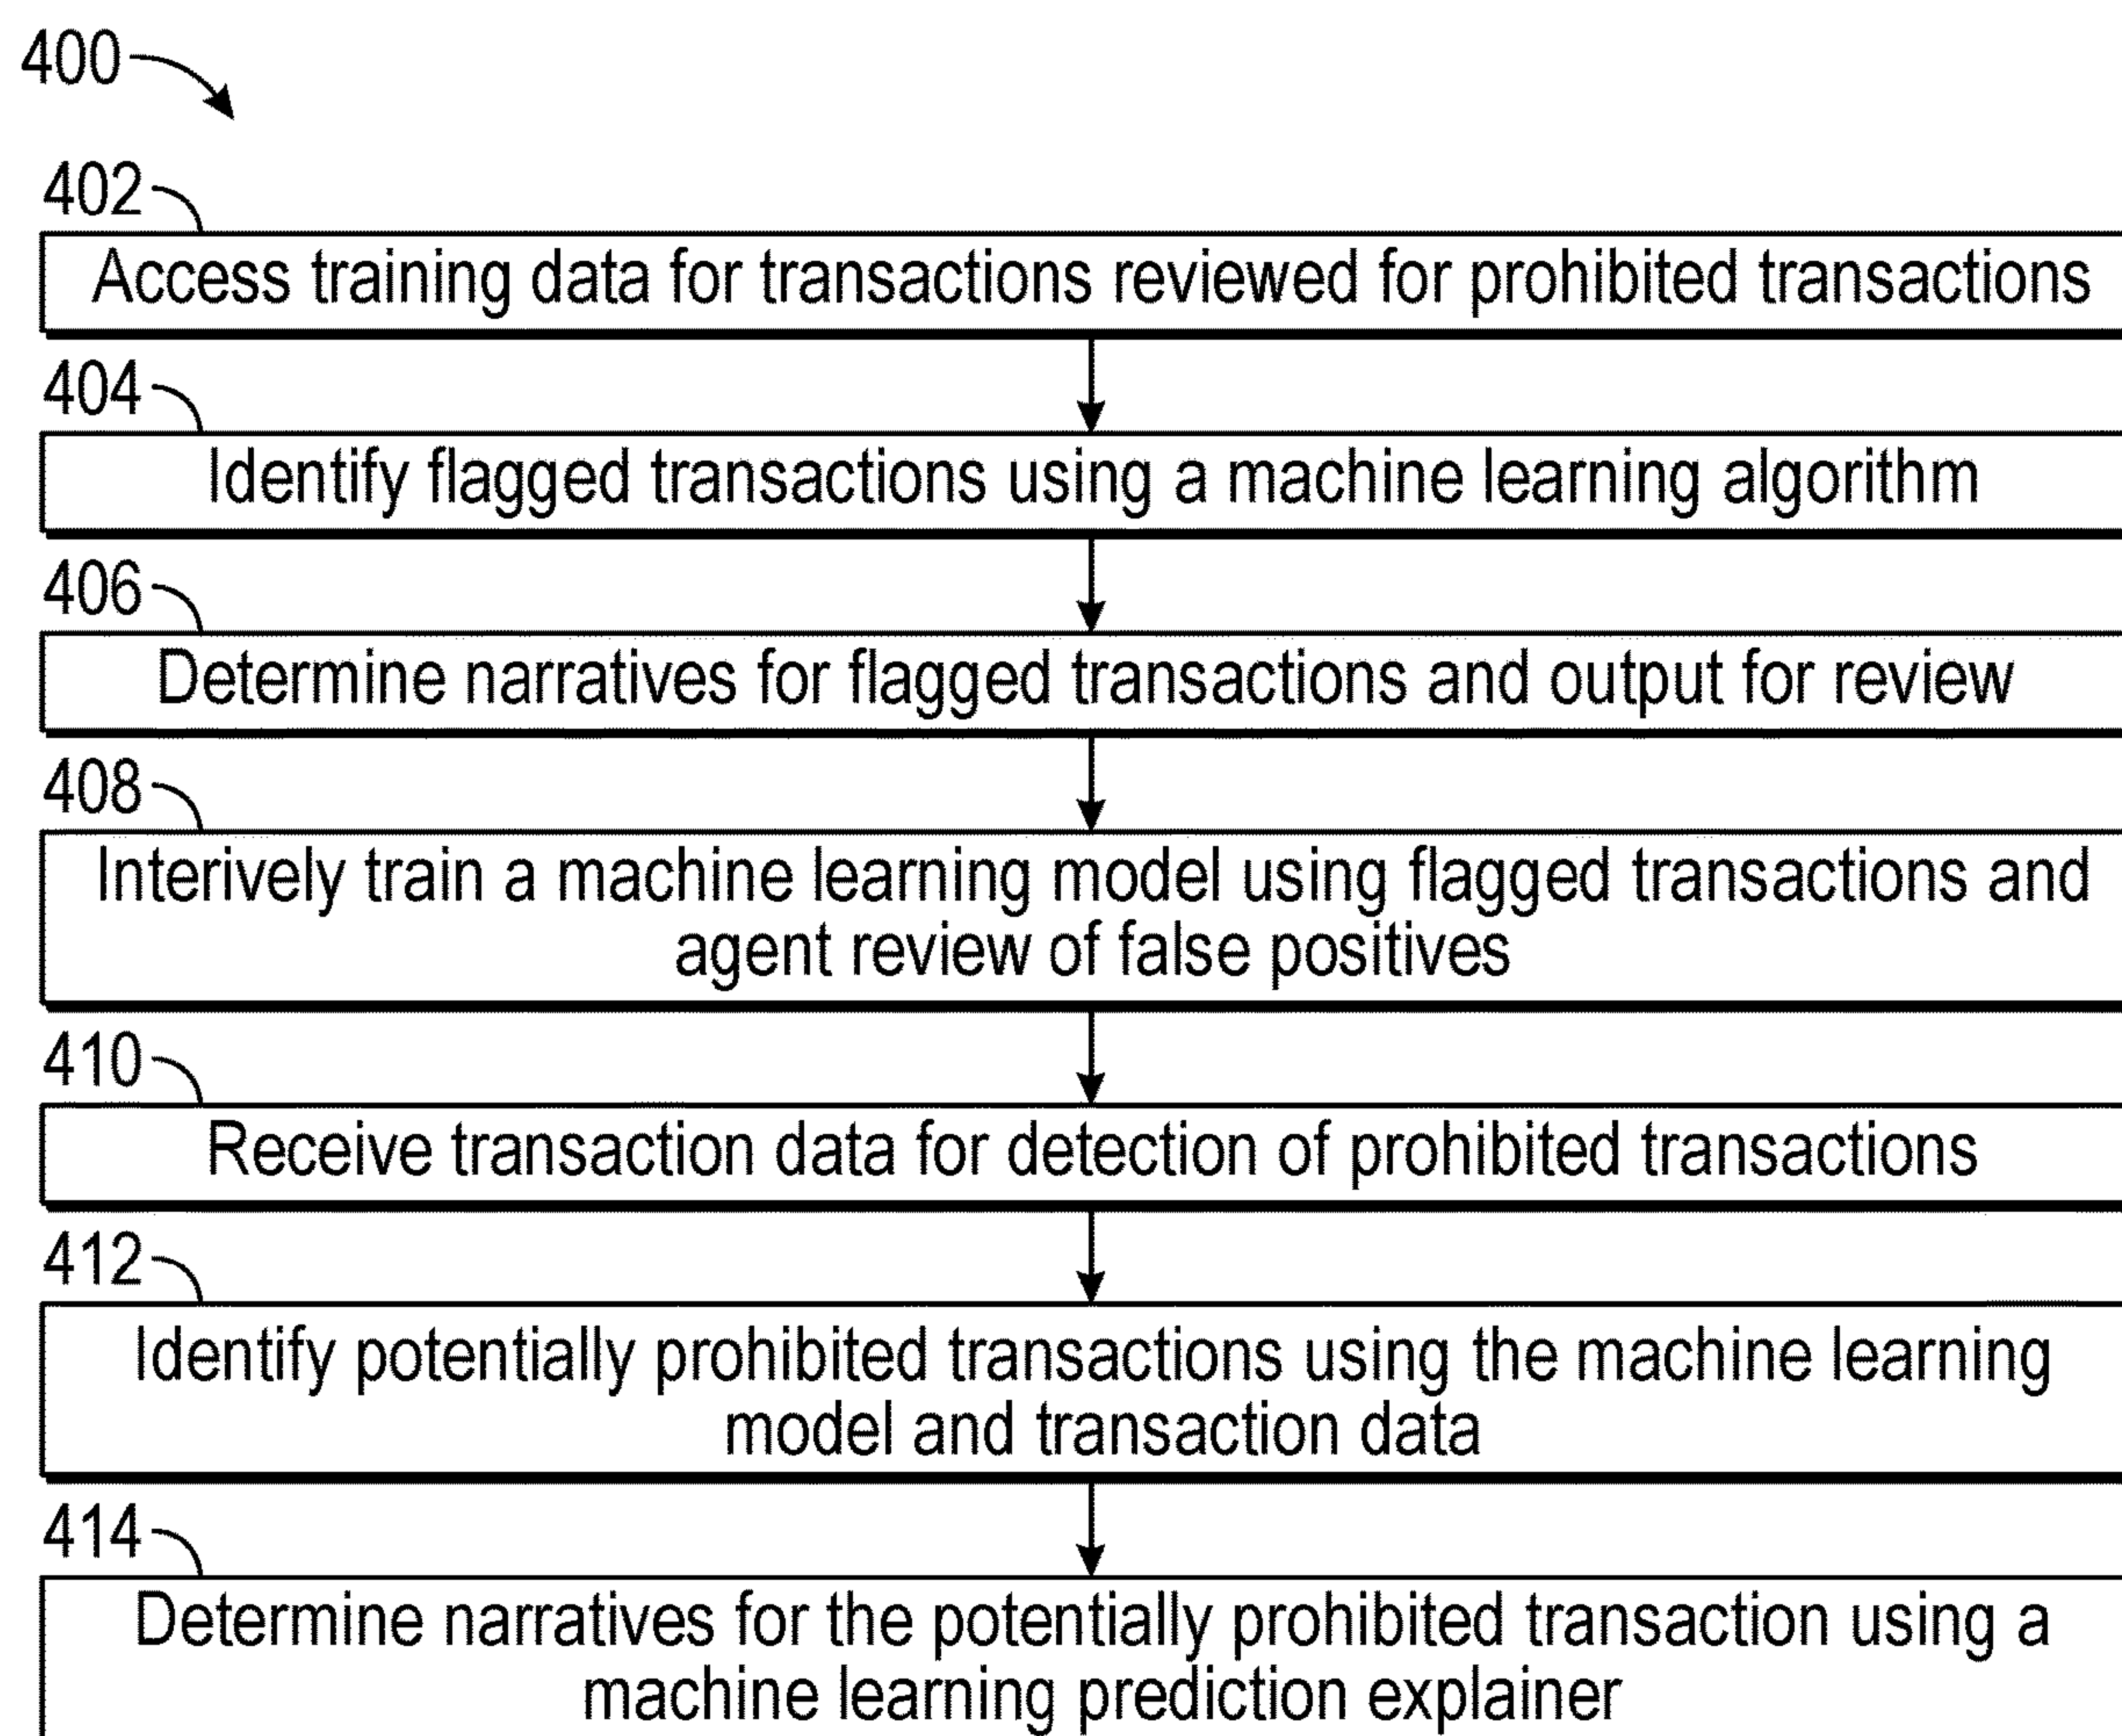 400
402
Access training data for transactions reviewed for prohibited transactions
404
Identify flagged transactions using a machine learning algorithm
406
Determine narratives for flagged transactions and output for review
408
Interively train a machine learning model using flagged transactions and
agent review of false positives
410
Receive transaction data for detection of prohibited transactions
412
Identify potentially prohibited transactions using the machine learning
model and transaction data
414
Determine narratives for the potentially prohibited transaction using a
machine learning prediction explainer